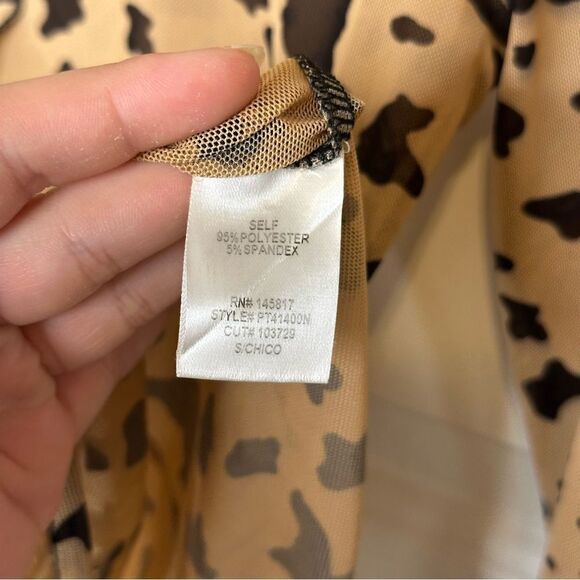 SELF
95%POLYESTER
5%SPANDEX
RN# 145817
STYLE# PT41400N
CUT# 103729
S/CHICO